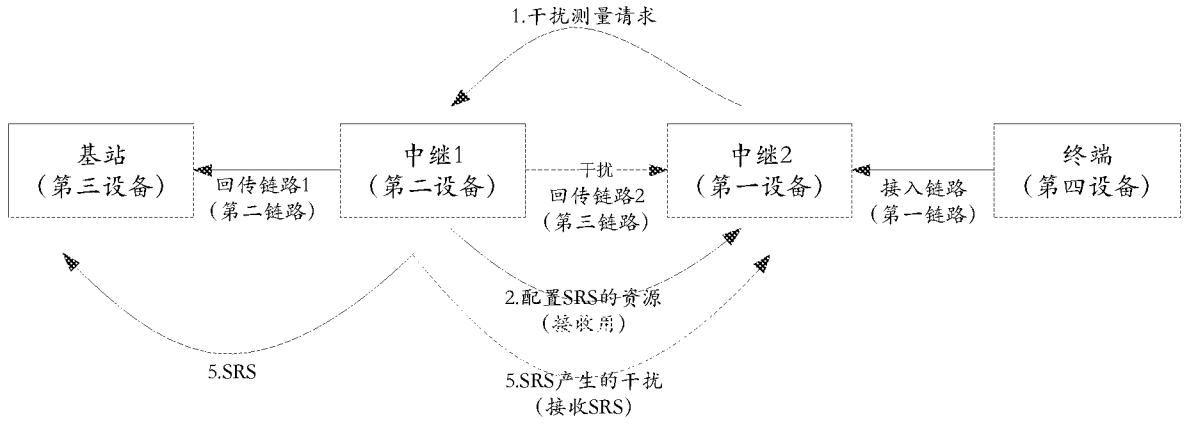 1.干扰测量请求
基站
(第三设备)
中继1
(第二设备)
中继2
(第一设备)
终端
(第四设备)
回传链路1
(第二链路)
干扰
回传链路2
(第三链路)
接入链路
(第一链路)
2.配置SRS的资源
(接收用)
5.SRS
5.SRS产生的干扰
(接收SRS)